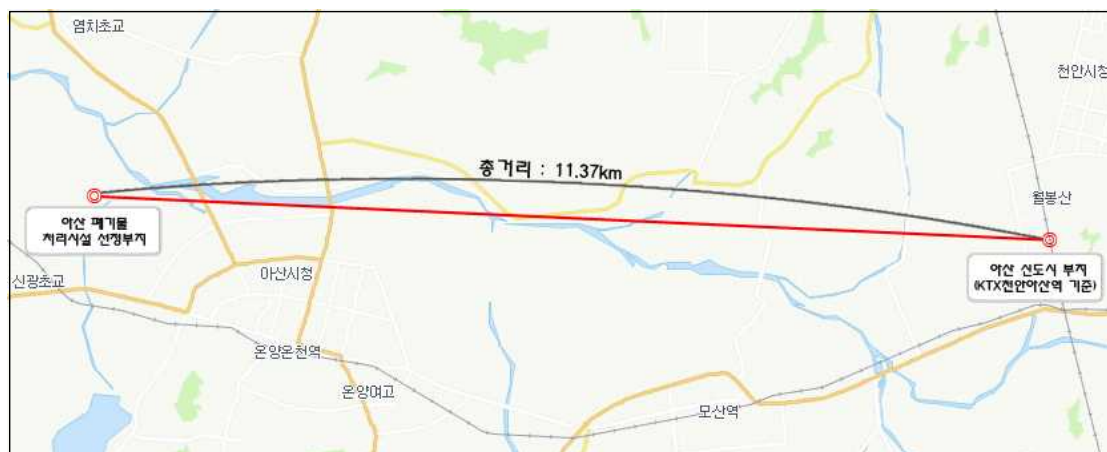 염치초교
천안시청
총거리 : 11.37km
월봉산
아산 폐기물
처리시설 선정부지
아산시청
신광초교
아산 신도시 부지
(KTX천안아산역 기준)
온양온천역
온양여고
모산역